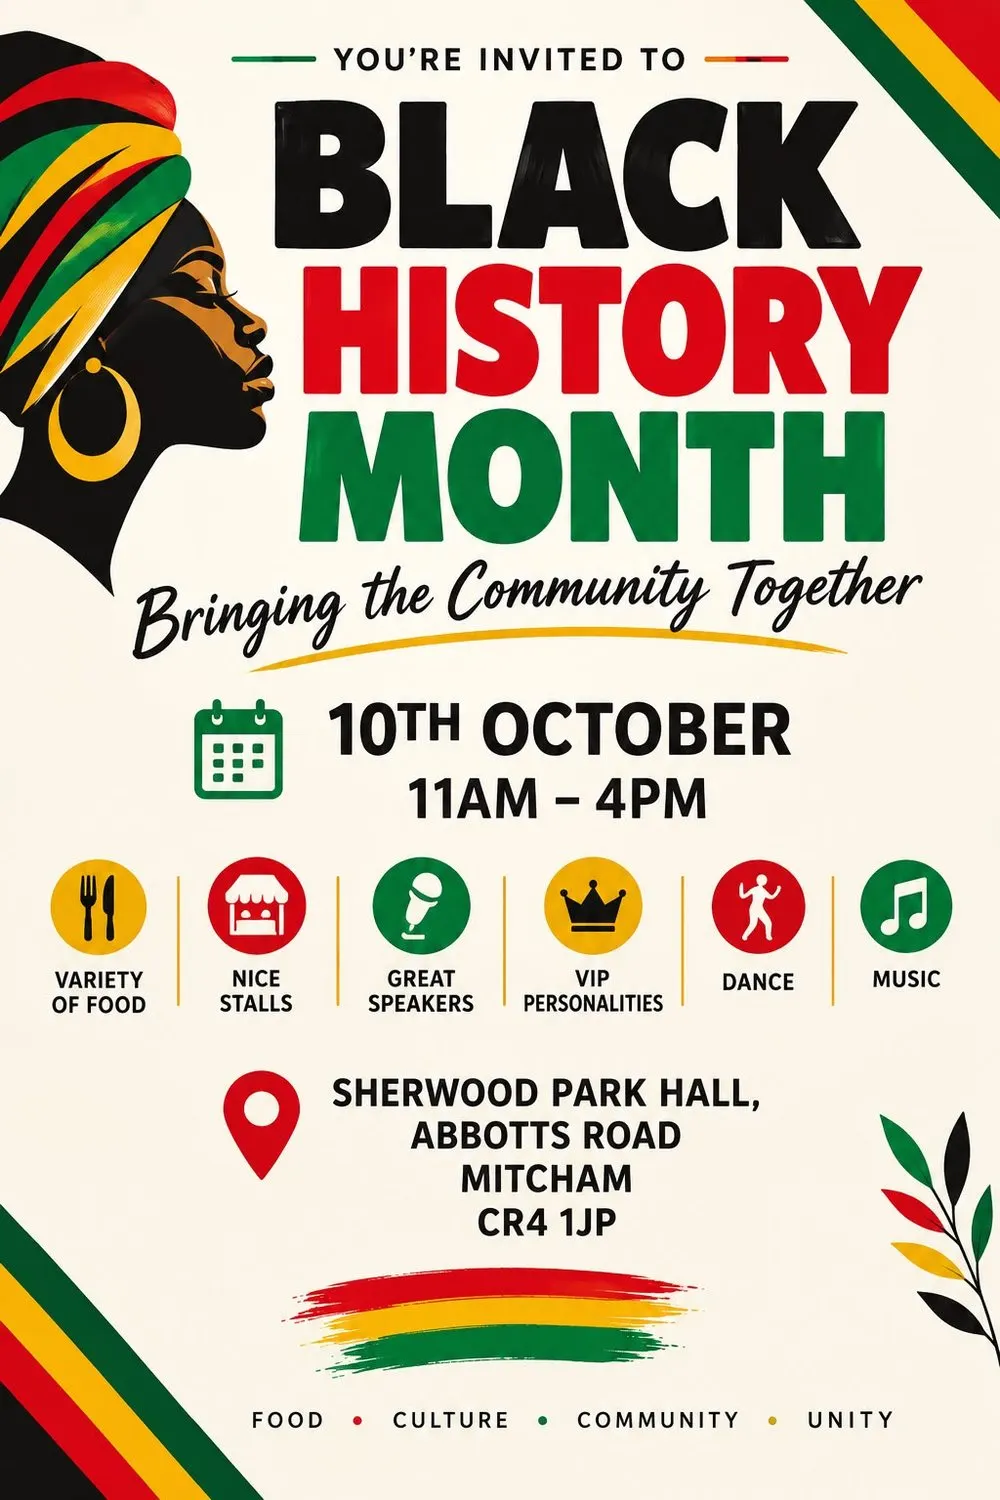 YOU'RE INVITED TO
BLACK
HISTORY
MONTH
Bringing the Community Together
10TH OCTOBER
11AM – 4PM
VARIETY
OF FOOD
NICE
STALLS
GREAT
SPEAKERS
VIP
PERSONALITIES
DANCE
MUSIC
SHERWOOD PARK HALL,
ABBOTTS ROAD
MITCHAM
CR4 1JP
FOOD • CULTURE • COMMUNITY • UNITY